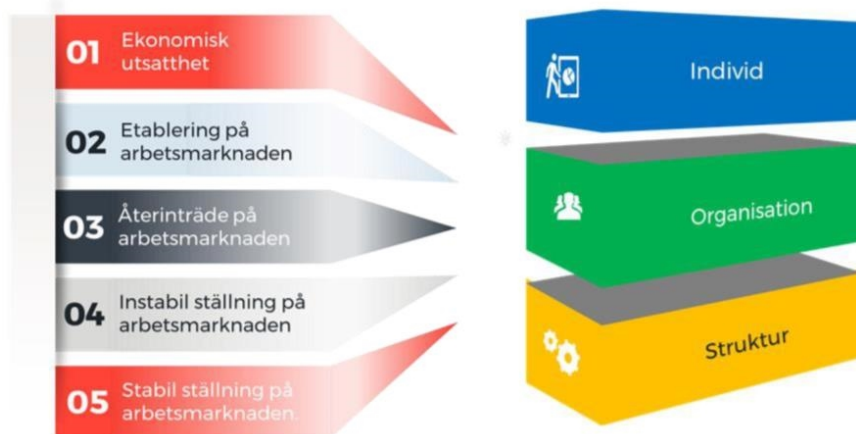 01 Ekonomisk
utsatthet
02 Etablering på
arbetsmarknaden
03 Återinträde på
arbetsmarknaden
04 Instabil ställning på
arbetsmarknaden
05 Stabil ställning på
arbetsmarknaden.
Individ
Organisation
Struktur